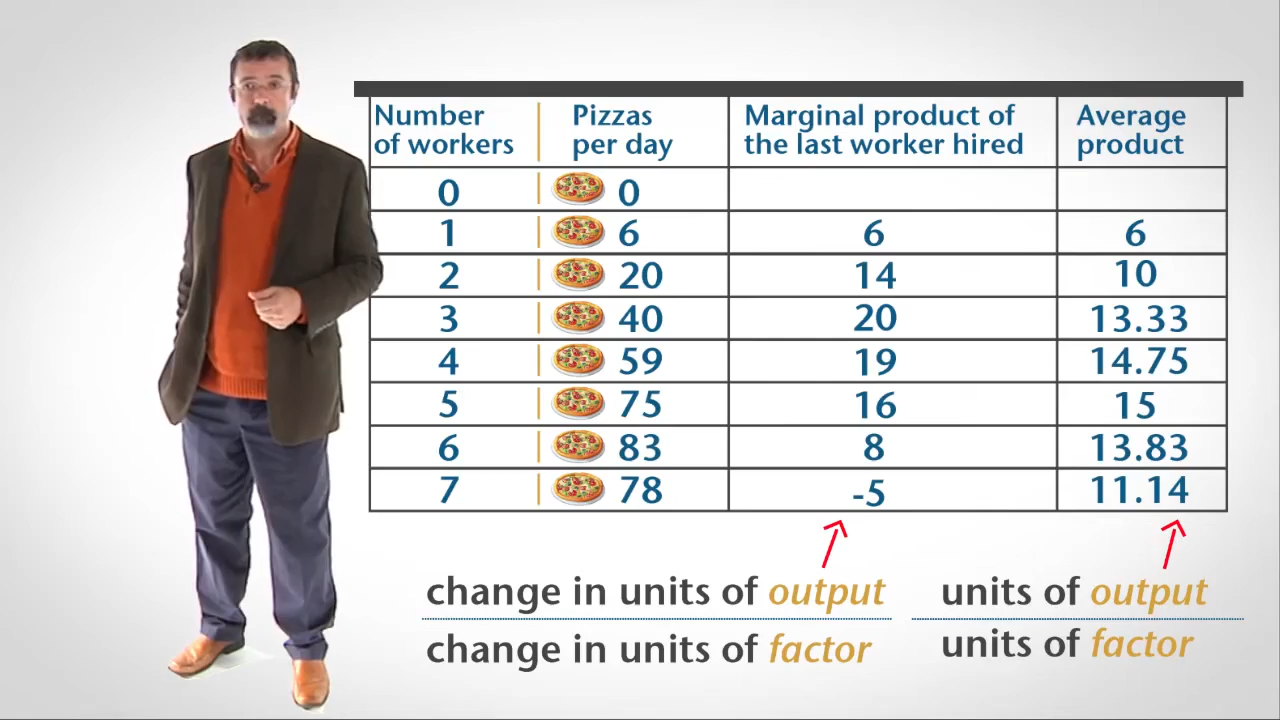 Number of workers | Pizzas per day | Marginal product of the last worker hired | Average product
0 0
1 6 6 6
2 20 14 10
3 40 20 13.33
4 59 19 14.75
5 75 16 15
6 83 8 13.83
7 78 -5 11.14
change in units of output
change in units of factor
units of output
units of factor